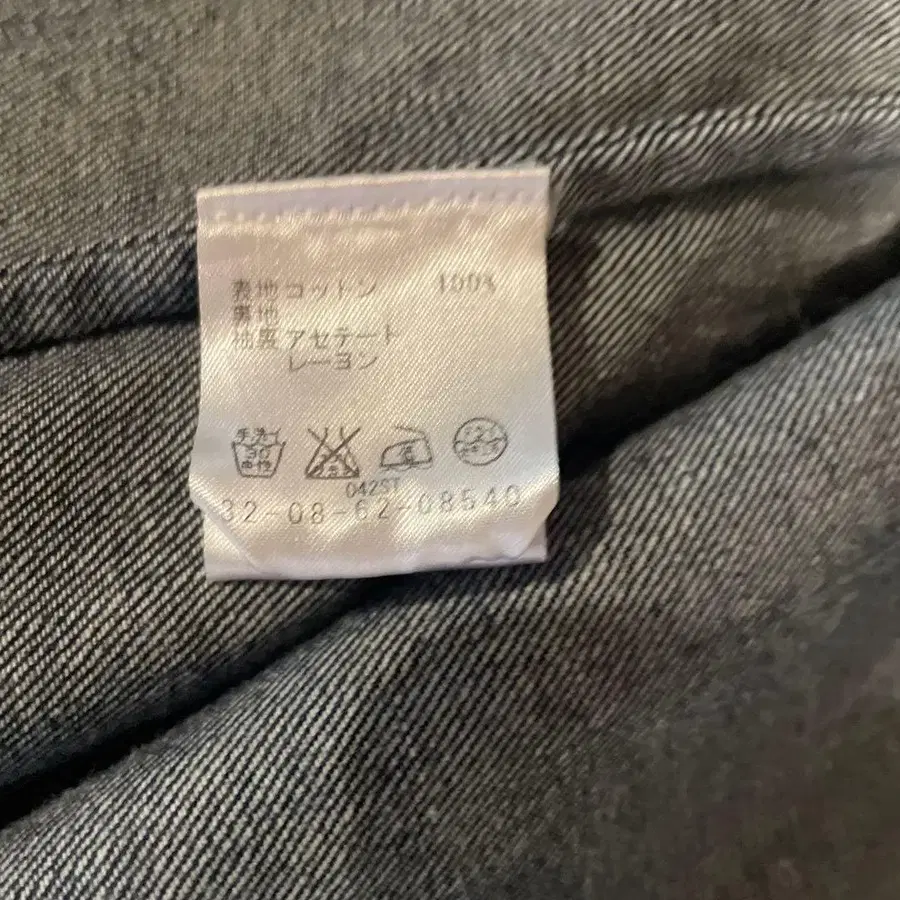 表地 コットン 100%
裏地
袖裏 アセテート
レーヨン
手洗イ
30
中性
042ST
32-08-62-08540